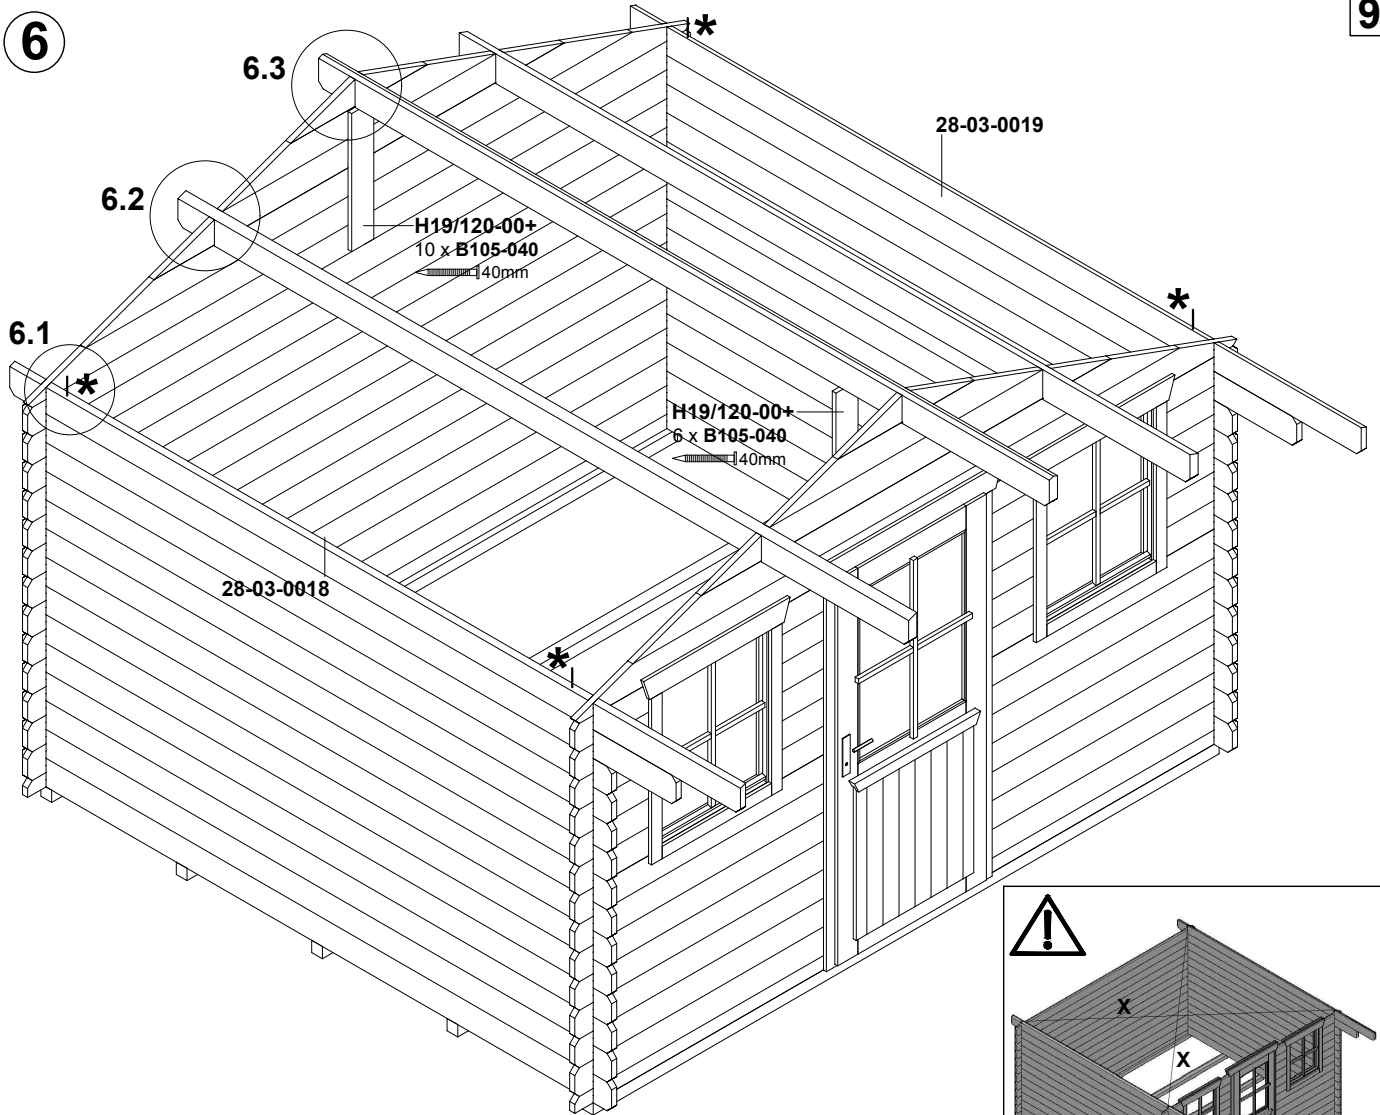 6
9
*
6.3
28-03-0019
6.2
H19/120-00+
10 x B105-040
40mm
*
6.1
*
H19/120-00+
6 x B105-040
40mm
28-03-0018
*
!
X
X